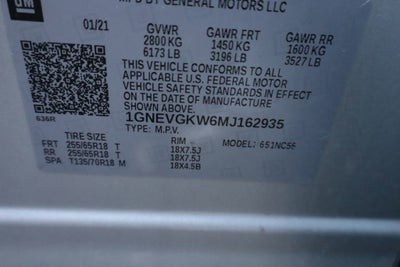 GM
MFD BY GENERAL MOTORS LLC
01/21 GVWR GAWR FRT GAWR RR
2800 KG 1450 KG 1600 KG
6173 LB 3196 LB 3527 LB
THIS VEHICLE CONFORMS TO ALL
APPLICABLE U.S. FEDERAL MOTOR
VEHICLE SAFETY STANDARDS IN
EFFECT ON THE DATE OF
MANUFACTURE SHOWN ABOVE.
1GNEVGKW6MJ162935
636R TYPE: M.P.V.
TIRE SIZE RIM MODEL:
FRT 255/65R18 T 18X7.5J
RR 255/65R18 T 18X7.5J
SPA T135/70R18 M 18X4.5B